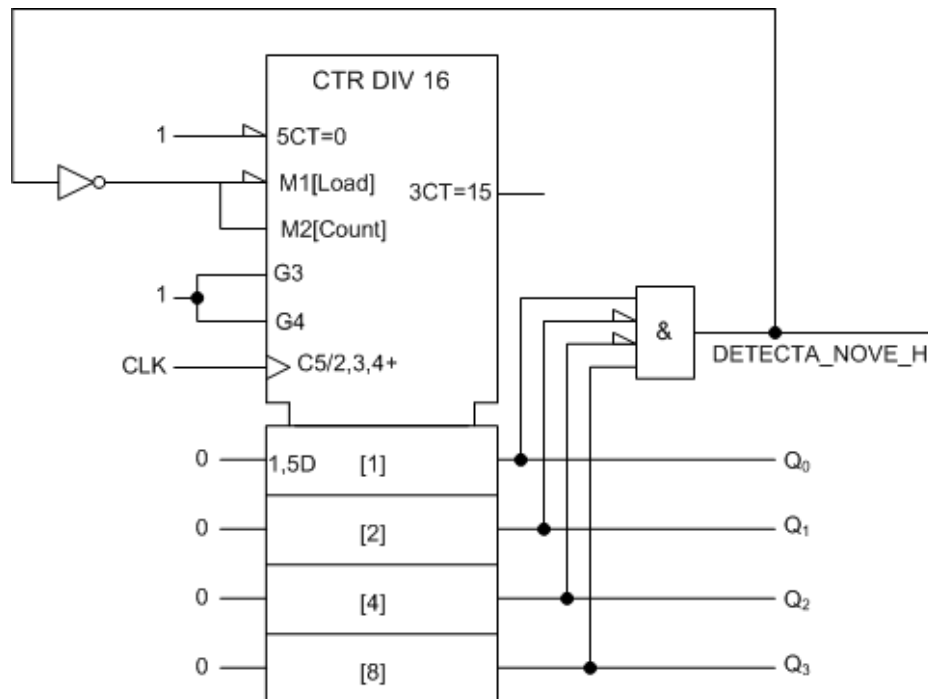 CTR DIV 16
1
5CT=0
M1[Load]
3CT=15
M2[Count]
G3
1
G4
&
DETECTA_NOVE_H
CLK
C5/2,3,4+
0
1,5D
[1]
Q0
0
[2]
Q1
0
[4]
Q2
0
[8]
Q3